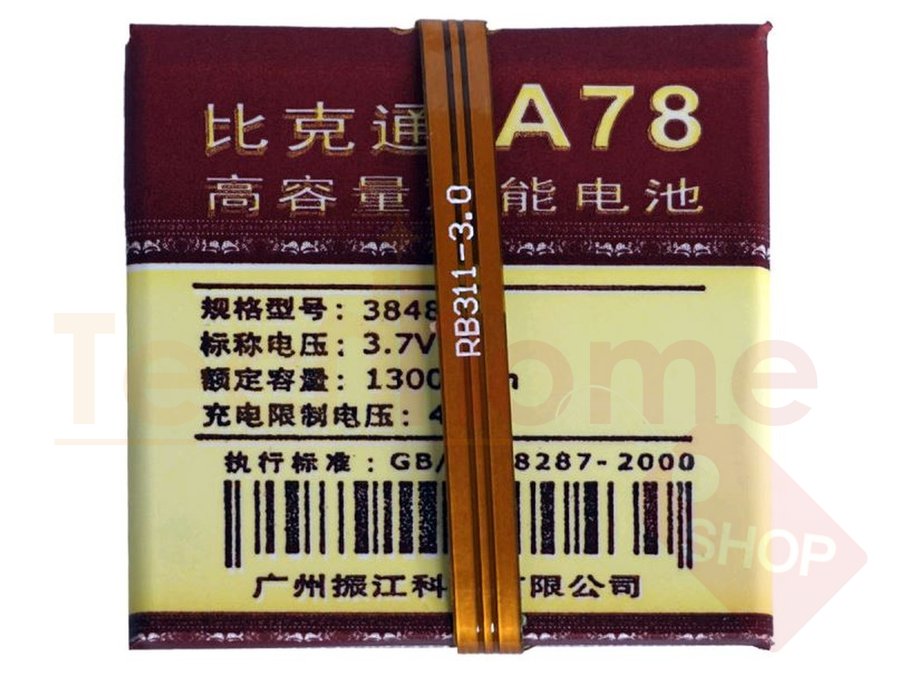 比克通 A78
高容量 能电池
规格型号: 3848
标称电压: 3.7V
额定容量: 1300
充电限制电压: 4
执行标准: GB/ 8287-2000
广州振江科 有限公司
RB311-3.0
SHOP